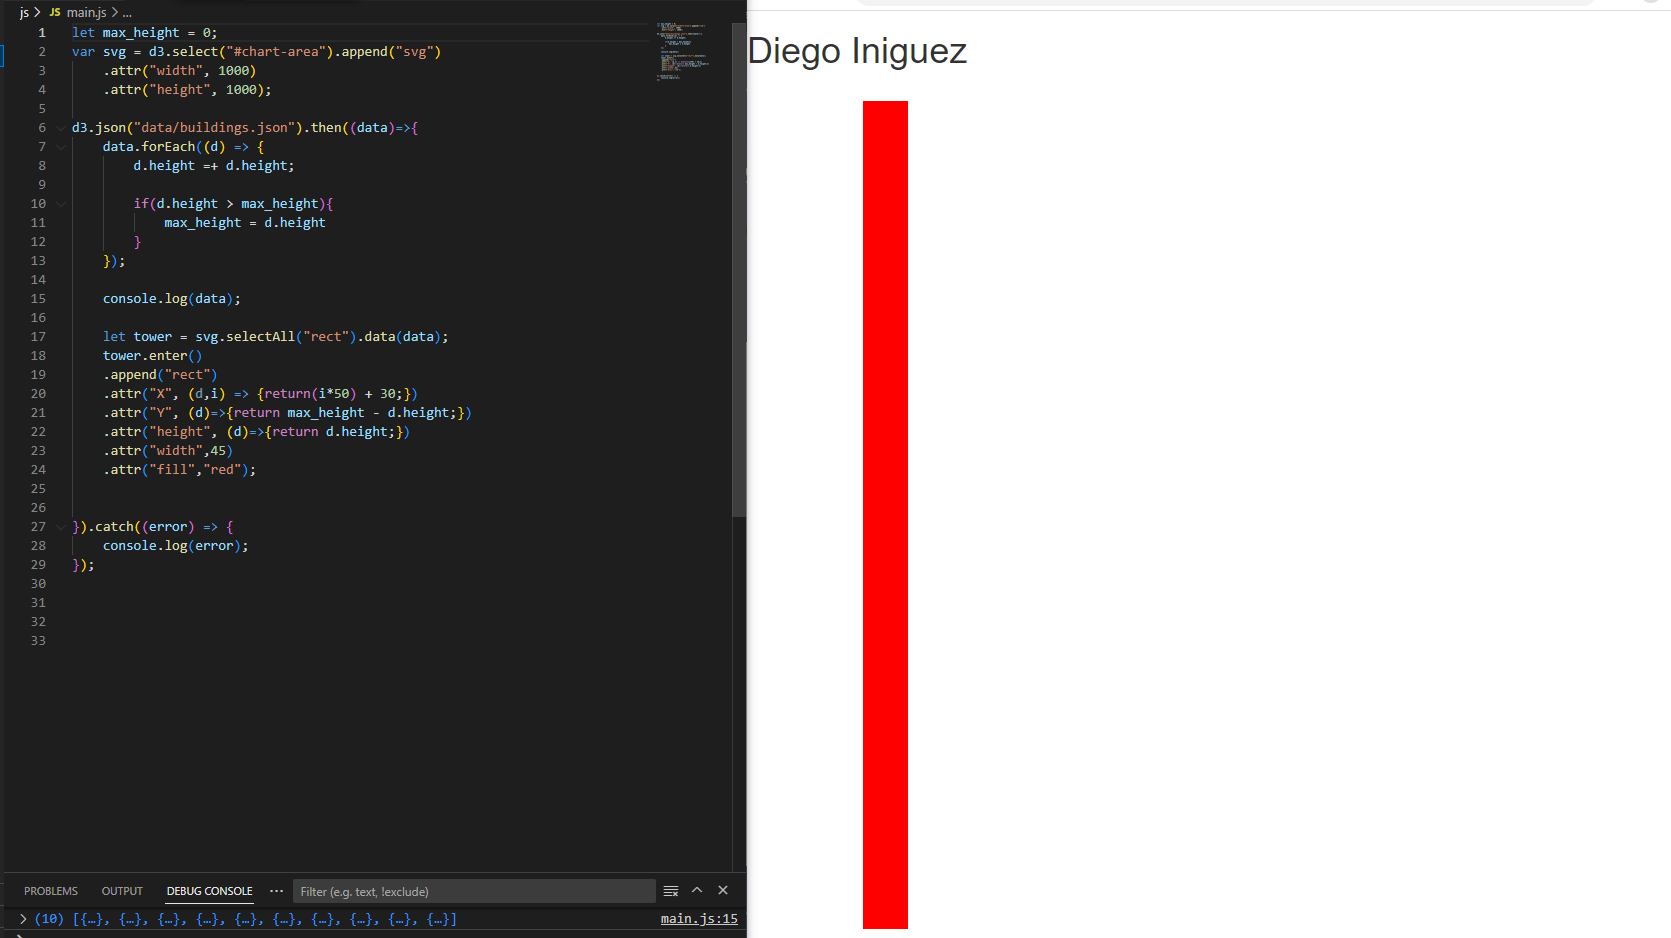 js > JS main.js > ...
1 let max_height = 0;
2 var svg = d3.select("#chart-area").append("svg")
3 .attr("width", 1000)
4 .attr("height", 1000);
5
6 d3.json("data/buildings.json").then((data)=>{
7 data.forEach((d) => {
8 d.height =+ d.height;
9
10 if(d.height > max_height){
11 max_height = d.height
12 }
13 });
14
15 console.log(data);
16
17 let tower = svg.selectAll("rect").data(data);
18 tower.enter()
19 .append("rect")
20 .attr("X", (d,i) => {return(i*50) + 30;})
21 .attr("Y", (d)=>{return max_height - d.height;})
22 .attr("height", (d)=>{return d.height;})
23 .attr("width",45)
24 .attr("fill","red");
25
26
27 }).catch((error) => {
28 console.log(error);
29 });
30
31
32
33
PROBLEMS OUTPUT DEBUG CONSOLE ... Filter (e.g. text, !exclude)
> (10) [{…}, {…}, {…}, {…}, {…}, {…}, {…}, {…}, {…}, {…}] main.js:15
Diego Iniguez